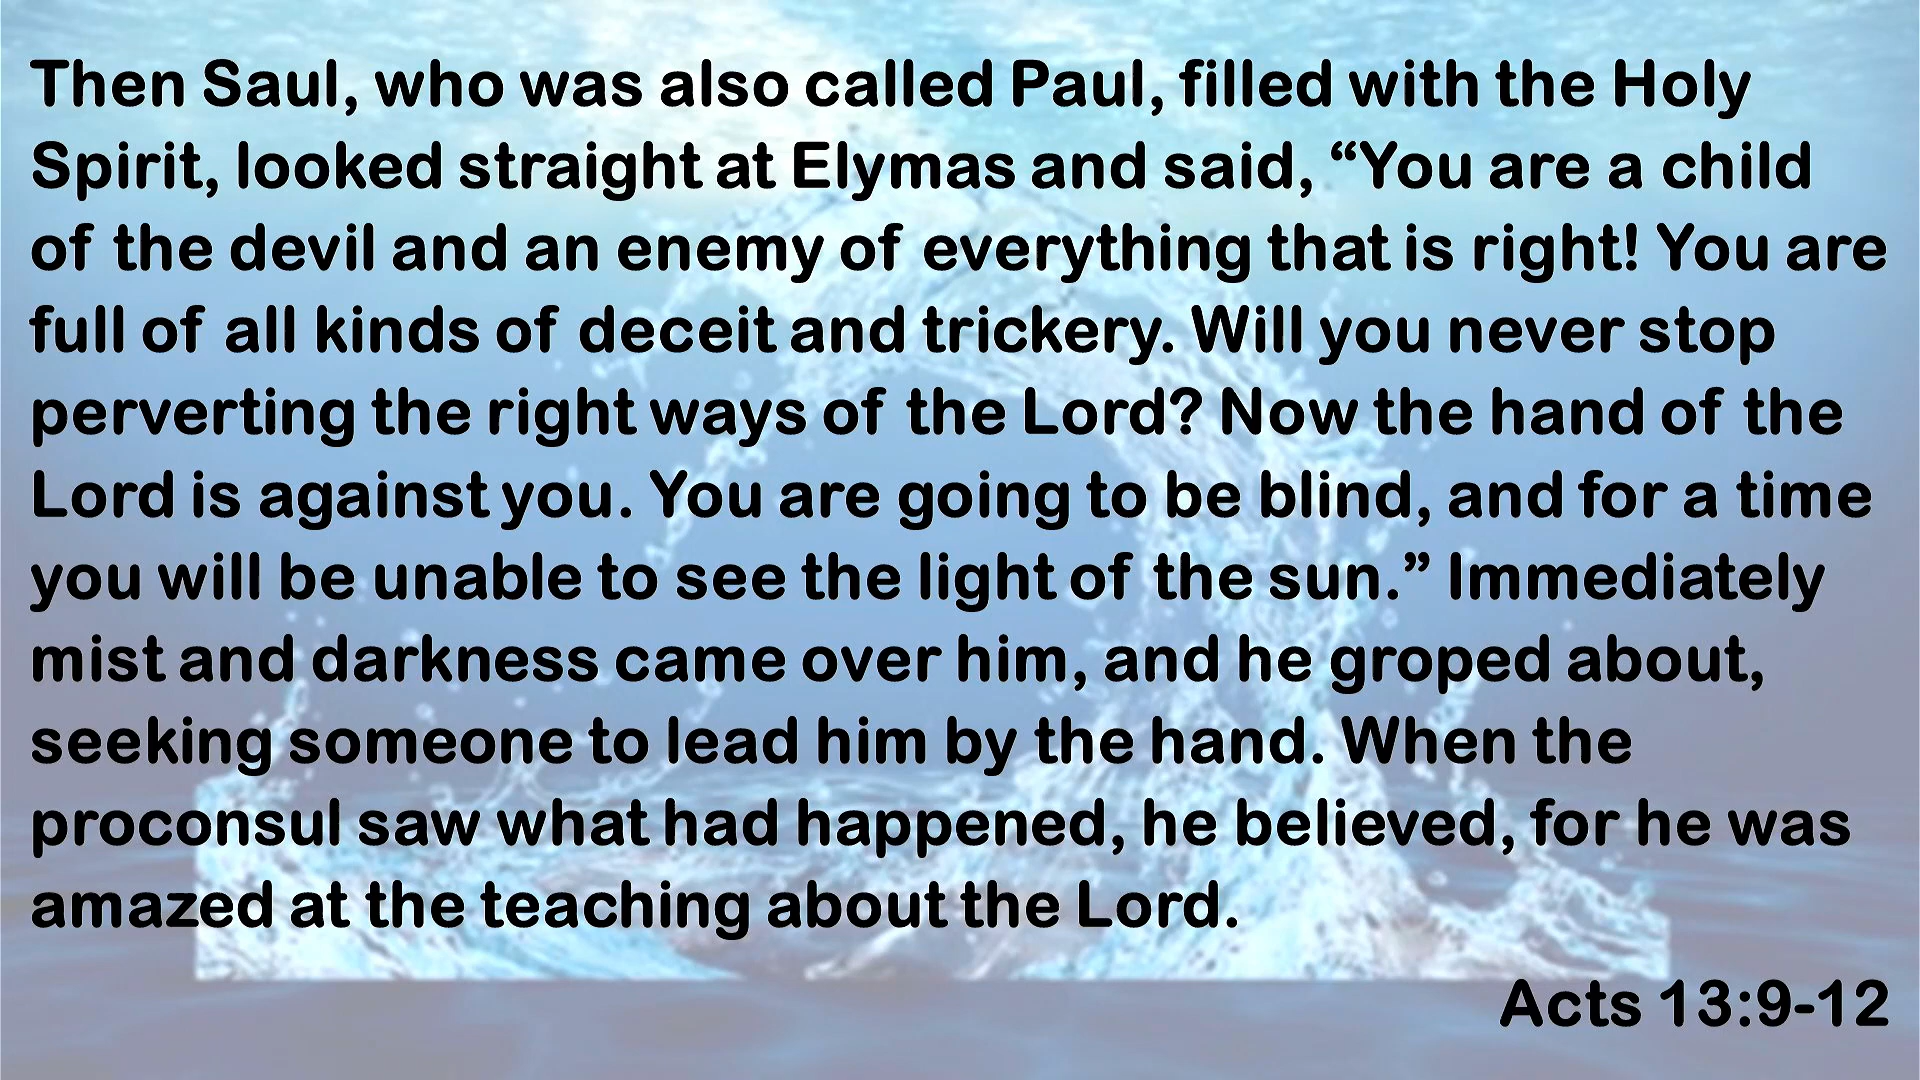 Then Saul, who was also called Paul, filled with the Holy
Spirit, looked straight at Elymas and said, “You are a child
of the devil and an enemy of everything that is right! You are
full of all kinds of deceit and trickery. Will you never stop
perverting the right ways of the Lord? Now the hand of the
Lord is against you. You are going to be blind, and for a time
you will be unable to see the light of the sun.” Immediately
mist and darkness came over him, and he groped about,
seeking someone to lead him by the hand. When the
proconsul saw what had happened, he believed, for he was
amazed at the teaching about the Lord.
Acts 13:9-12